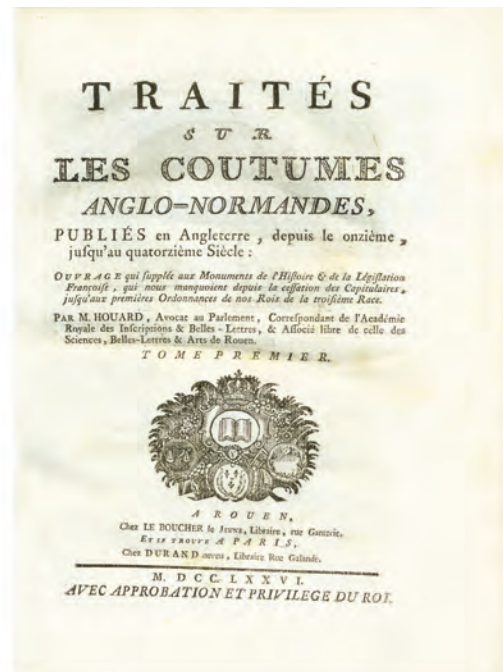 TRAITÉS
SUR
LES COUTUMES
ANGLO-NORMANDES,
PUBLIÉS en Angleterre, depuis le onzième,
juſqu'au quatorzième Siècle :
OUVRAGE qui ſupplée aux Monuments de l'Hiſtoire & de la Légiſlation
Françoiſe, qui nous manquoient depuis la ceſſation des Capitulaires,
juſqu'aux premières Ordonnances de nos Rois de la troiſième Race.
PAR M. HOUARD, Avocat au Parlement, Correſpondant de l'Académie
Royale des Inſcriptions & Belles-Lettres, & Aſſocié libre de celle des
Sciences, Belles-Lettres & Arts de Rouen.
TOME PREMIER.
A ROUEN,
Chez LE BOUCHER le Jeune, Libraire, rue Ganterie.
ET SE TROUVE A PARIS,
Chez DURAND neveu, Libraire Rue Galande.
M. DCC. LXXVI.
AVEC APPROBATION ET PRIVILEGE DU ROI.